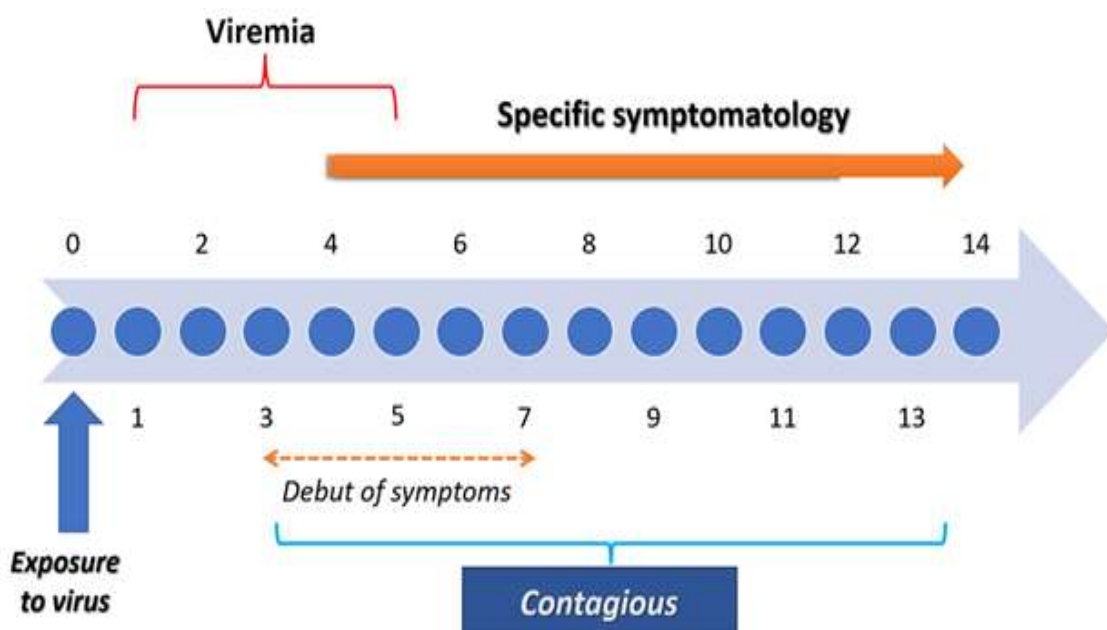 Viremia
Specific symptomatology
0 2 4 6 8 10 12 14
1 3 5 7 9 11 13
Debut of symptoms
Exposure
to virus
Contagious